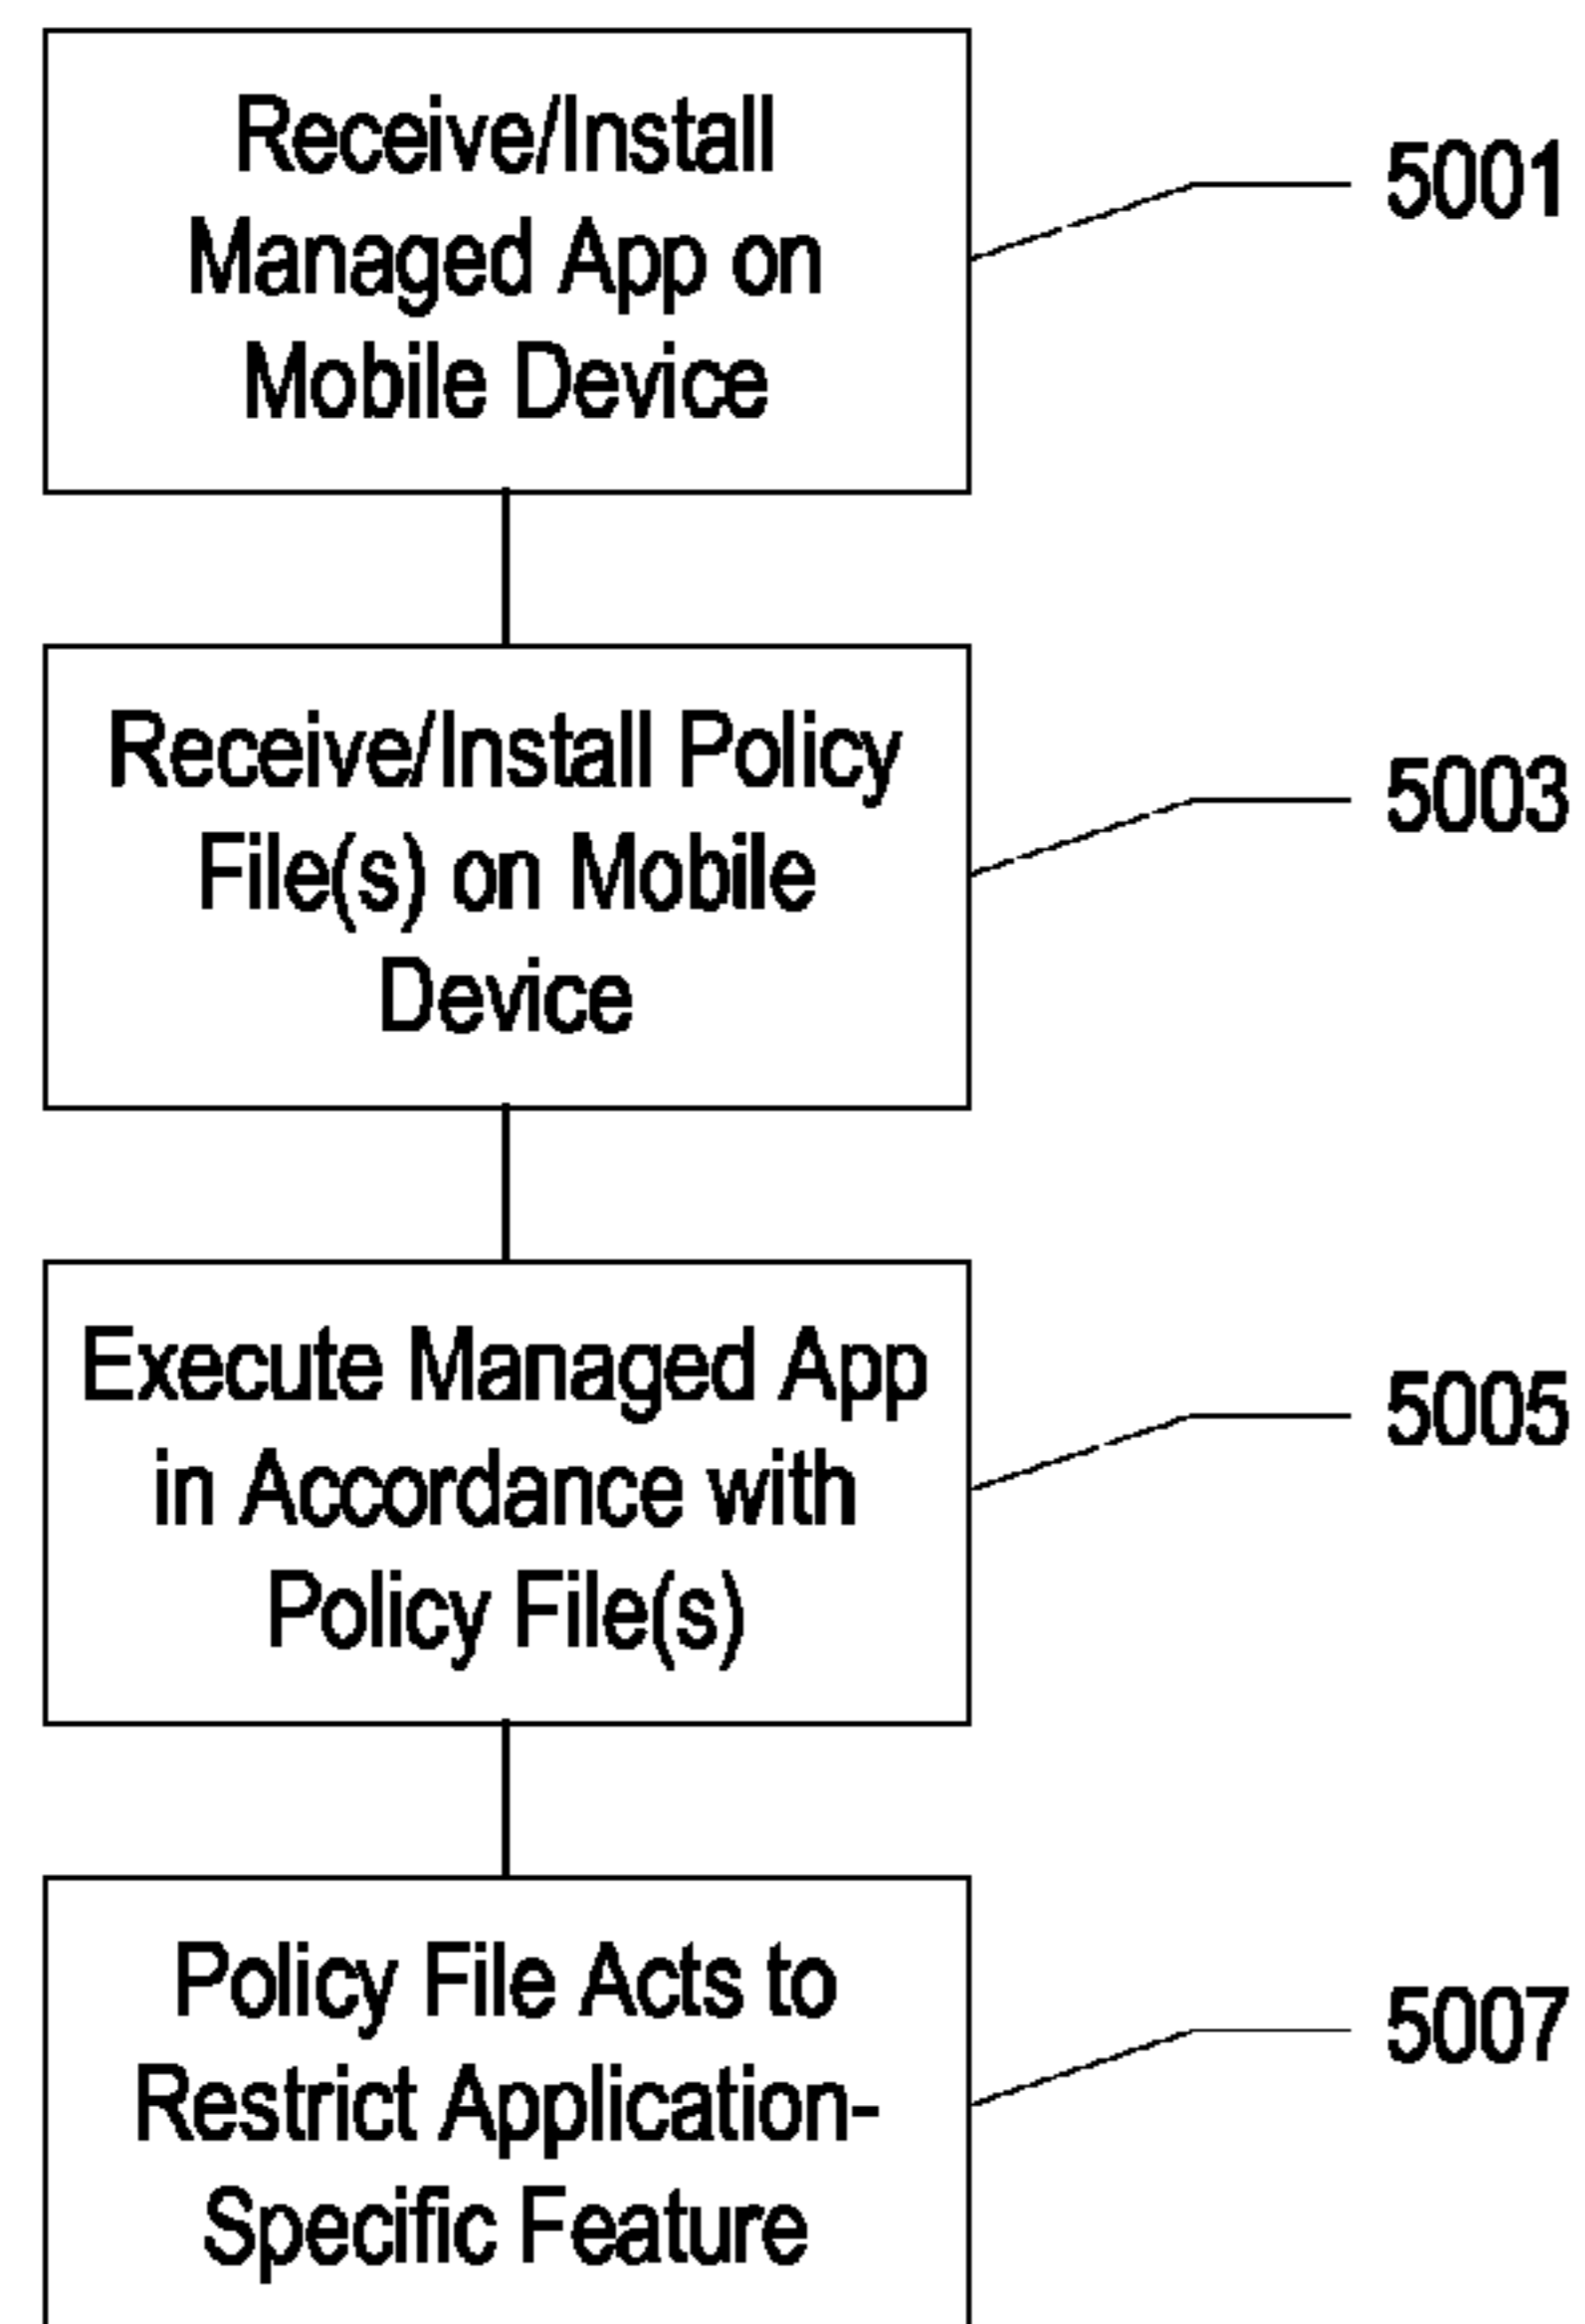 Receive/Install
Managed App on
Mobile Device
5001
Receive/Install Policy
File(s) on Mobile
Device
5003
Execute Managed App
in Accordance with
Policy File(s)
5005
Policy File Acts to
Restrict Application-
Specific Feature
5007